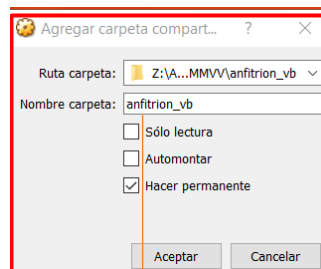 Agregar carpeta compart... ?
Ruta carpeta: Z:\A...MMVV\anfitrion_vb
Nombre carpeta: anfitrion_vb
Sólo lectura
Automontar
Hacer permanente
Aceptar Cancelar